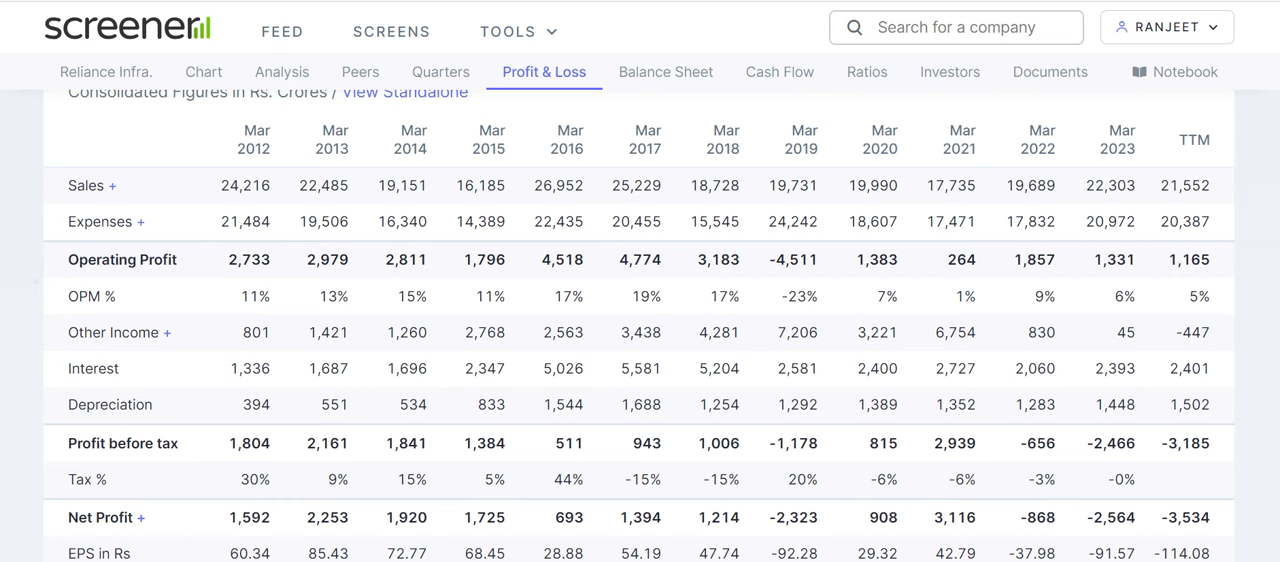 screener
FEED SCREENS TOOLS Search for a company RANJEET
Reliance Infra. Chart Analysis Peers Quarters Profit & Loss Balance Sheet Cash Flow Ratios Investors Documents Notebook
Consolidated Figures in Rs. Crores / View Standalone
Mar 2012 Mar 2013 Mar 2014 Mar 2015 Mar 2016 Mar 2017 Mar 2018 Mar 2019 Mar 2020 Mar 2021 Mar 2022 Mar 2023 TTM
Sales + 24,216 22,485 19,151 16,185 26,952 25,229 18,728 19,731 19,990 17,735 19,689 22,303 21,552
Expenses + 21,484 19,506 16,340 14,389 22,435 20,455 15,545 24,242 18,607 17,471 17,832 20,972 20,387
Operating Profit 2,733 2,979 2,811 1,796 4,518 4,774 3,183 -4,511 1,383 264 1,857 1,331 1,165
OPM % 11% 13% 15% 11% 17% 19% 17% -23% 7% 1% 9% 6% 5%
Other Income + 801 1,421 1,260 2,768 2,563 3,438 4,281 7,206 3,221 6,754 830 45 -447
Interest 1,336 1,687 1,696 2,347 5,026 5,581 5,204 2,581 2,400 2,727 2,060 2,393 2,401
Depreciation 394 551 534 833 1,544 1,688 1,254 1,292 1,389 1,352 1,283 1,448 1,502
Profit before tax 1,804 2,161 1,841 1,384 511 943 1,006 -1,178 815 2,939 -656 -2,466 -3,185
Tax % 30% 9% 15% 5% 44% -15% -15% 20% -6% -6% -3% -0%
Net Profit + 1,592 2,253 1,920 1,725 693 1,394 1,214 -2,323 908 3,116 -868 -2,564 -3,534
EPS in Rs 60.34 85.43 72.77 68.45 28.88 54.19 47.74 -92.28 29.32 42.79 -37.98 -91.57 -114.08